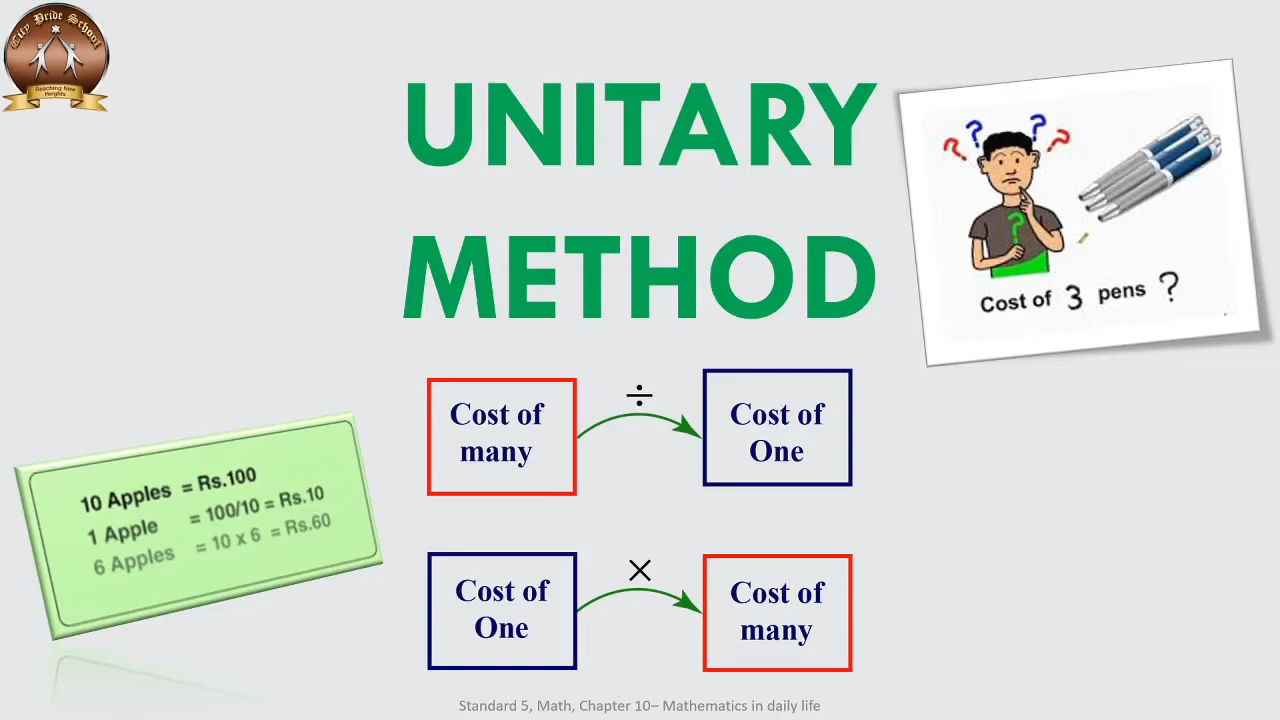 City Pride School
Reaching New
Heights
UNITARY
METHOD
? ? ? ?
?
Cost of 3 pens ?
Cost of
many
÷
Cost of
One
10 Apples = Rs.100
1 Apple = 100/10 = Rs.10
6 Apples = 10 x 6 = Rs.60
Cost of
One
×
Cost of
many
Standard 5, Math, Chapter 10– Mathematics in daily life